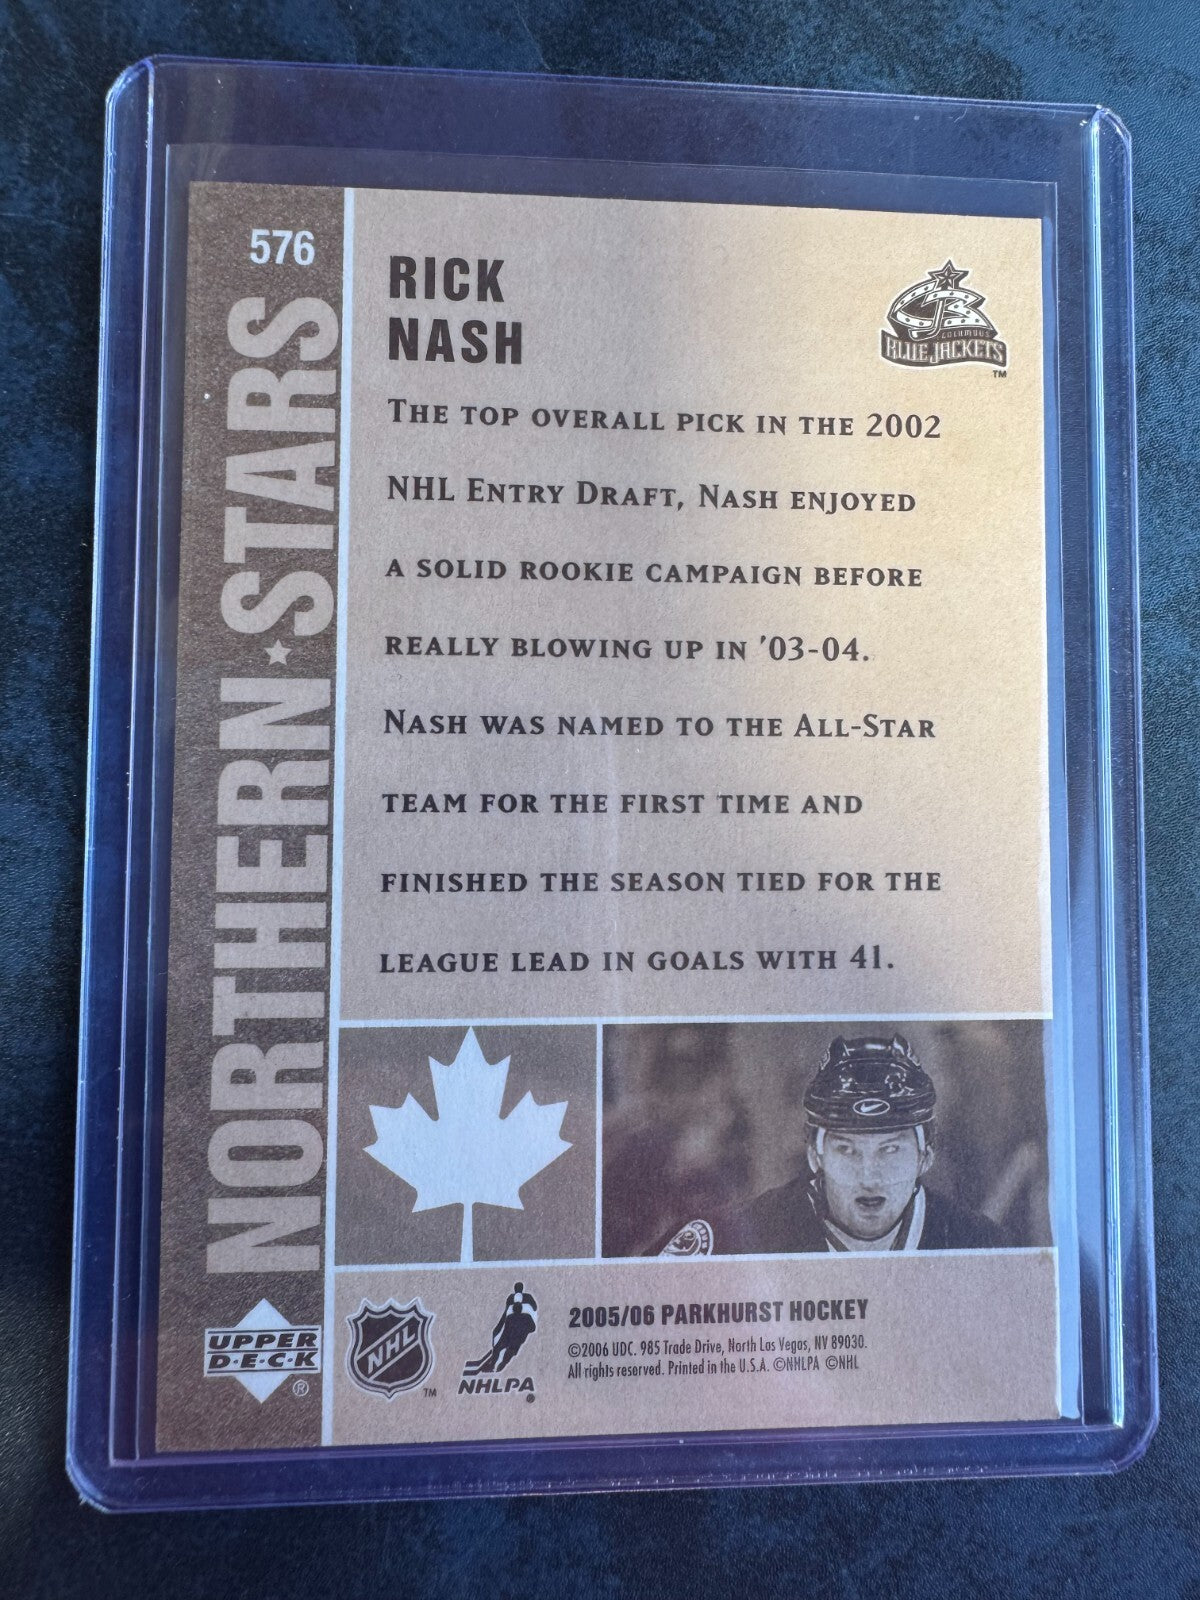 576
NORTHERN★STARS
RICK
NASH
COLUMBUS
BLUE JACKETS
TM
THE TOP OVERALL PICK IN THE 2002
NHL ENTRY DRAFT, NASH ENJOYED
A SOLID ROOKIE CAMPAIGN BEFORE
REALLY BLOWING UP IN '03-04.
NASH WAS NAMED TO THE ALL-STAR
TEAM FOR THE FIRST TIME AND
FINISHED THE SEASON TIED FOR THE
LEAGUE LEAD IN GOALS WITH 41.
UPPER
D·E·C·K
®
NHL
TM
NHLPA
®
2005/06 PARKHURST HOCKEY
©2006 UDC. 985 Trade Drive, North Las Vegas, NV 89030.
All rights reserved. Printed in the U.S.A. ©NHLPA ©NHL